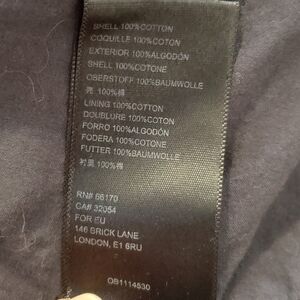 SHELL 100%COTTON
COQUILLE 100%COTON
EXTERIOR 100%ALGODÓN
SHELL 100%COTONE
OBERSTOFF 100%BAUMWOLLE
100%棉
LINING 100%COTTON
DOUBLURE 100%COTON
FORRO 100%ALGODÓN
FODERA 100%COTONE
FUTTER 100%BAUMWOLLE
衬里 100%棉
RN# 66170
CA# 32054
FOR EU
146 BRICK LANE
LONDON, E1 6RU
OB1114530